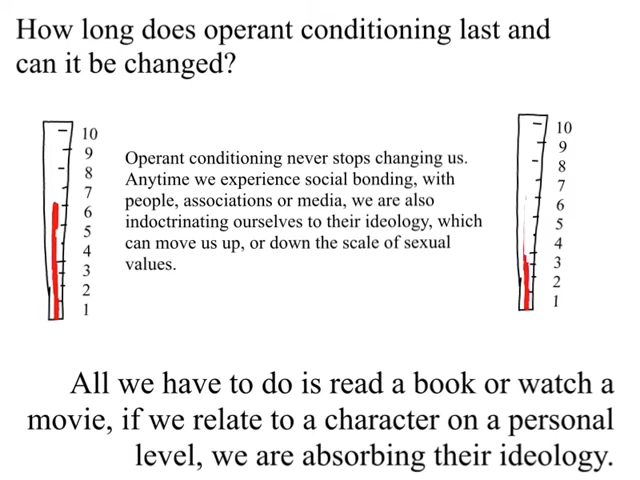 How long does operant conditioning last and
can it be changed?
10
9
8
7
6
5
4
3
2
1
Operant conditioning never stops changing us.
Anytime we experience social bonding, with
people, associations or media, we are also
indoctrinating ourselves to their ideology, which
can move us up, or down the scale of sexual
values.
10
9
8
7
6
5
4
3
2
1
All we have to do is read a book or watch a
movie, if we relate to a character on a personal
level, we are absorbing their ideology.